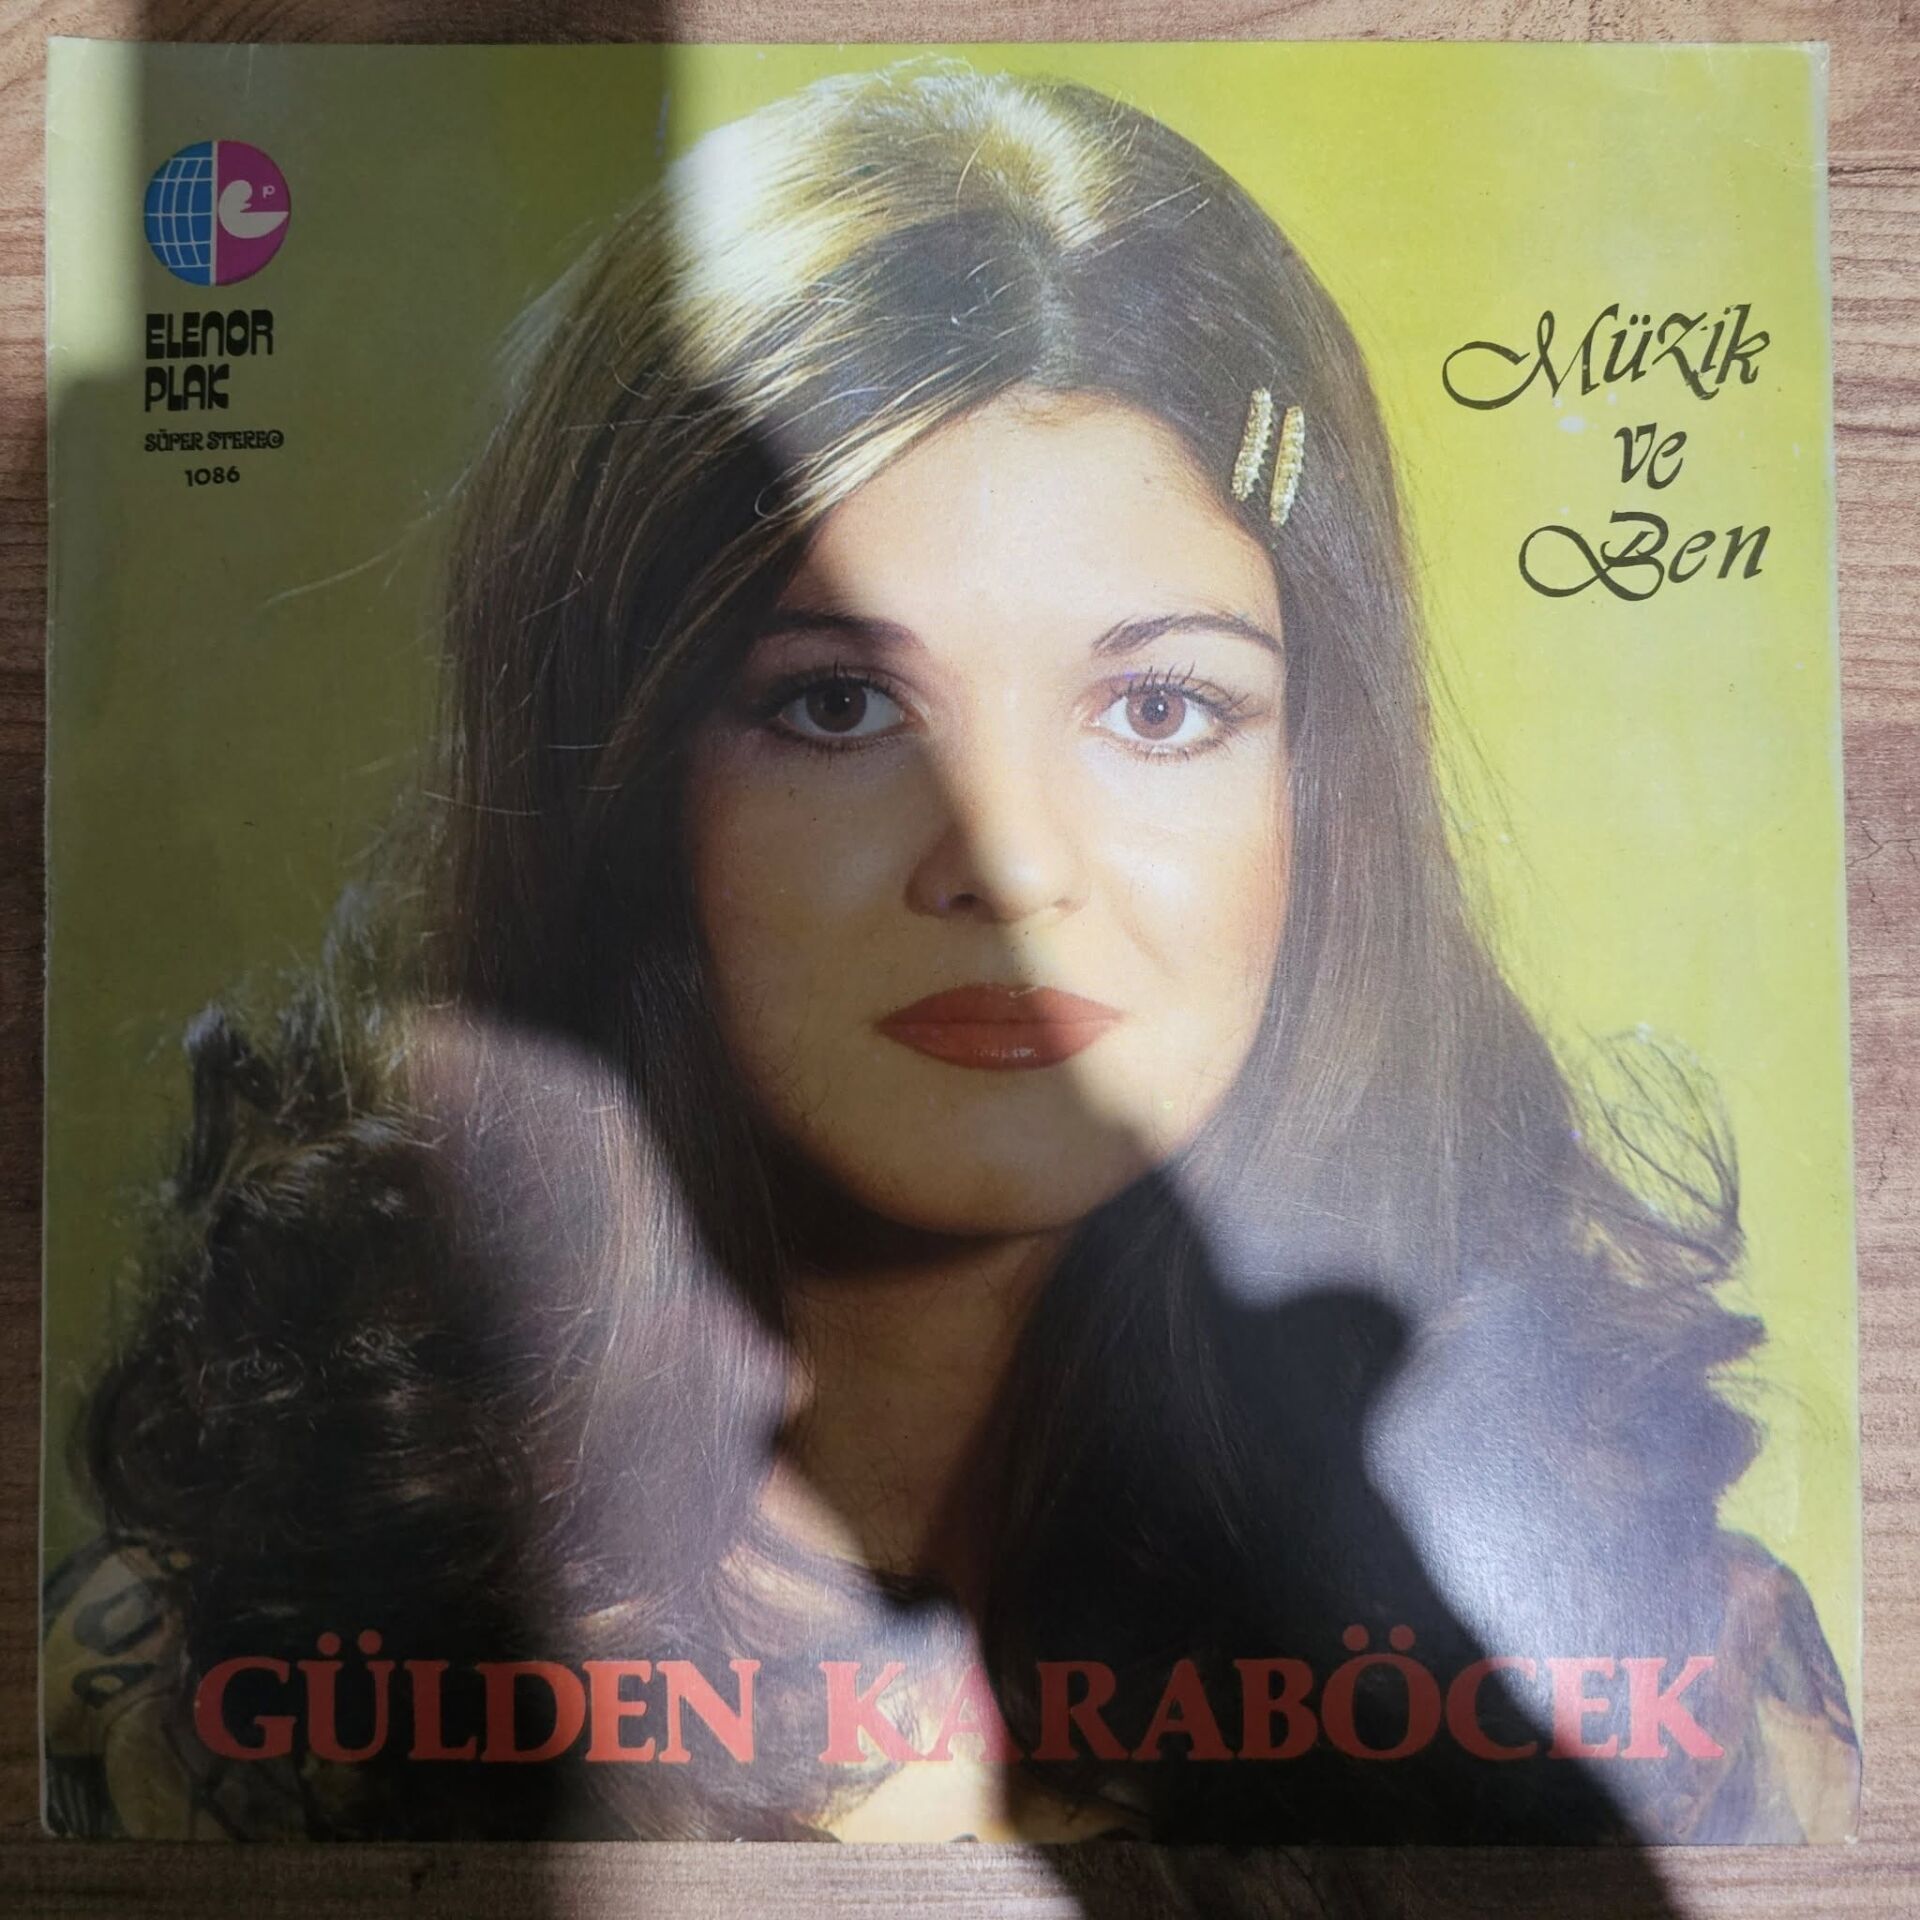 ELENOR
PLAK
SÜPER STEREO
1086
Müzik
ve
Ben
GÜLDEN KARABÖCEK